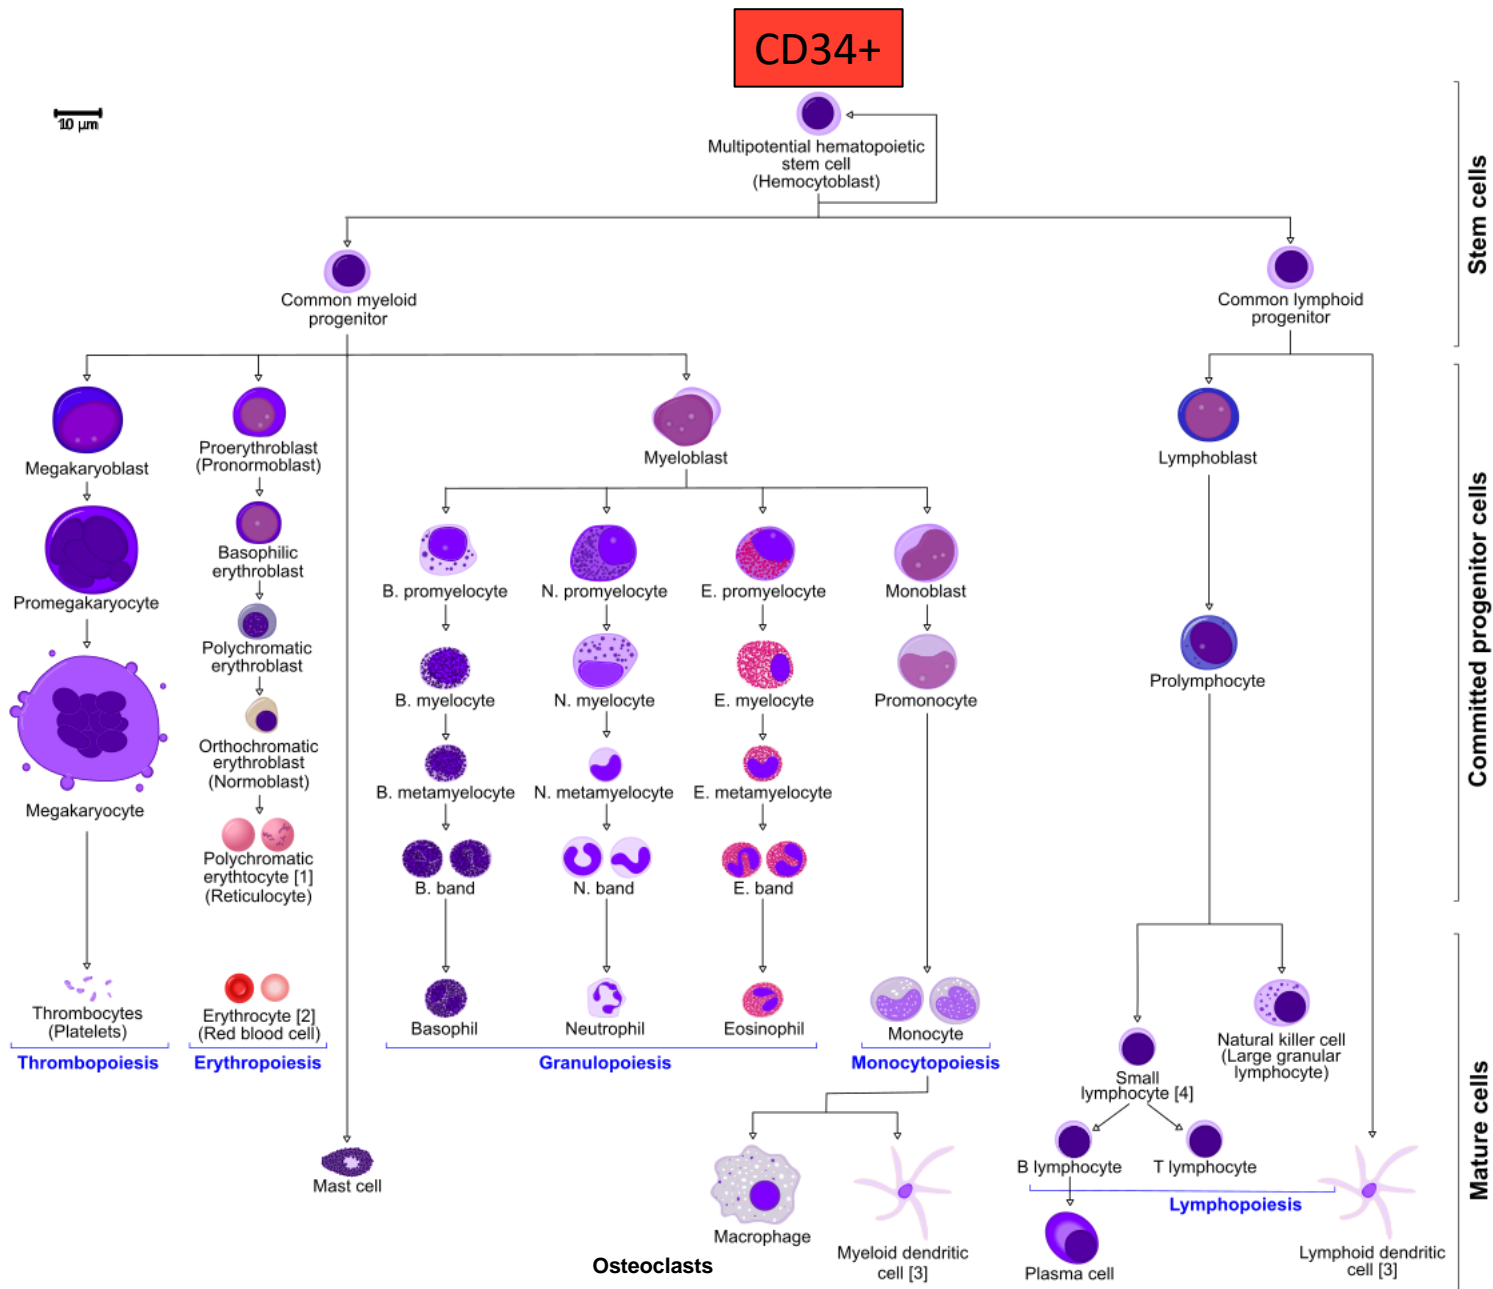 CD34+
10 μm
Multipotential hematopoietic
stem cell
(Hemocytoblast)
Stem cells
Common myeloid
progenitor
Common lymphoid
progenitor
Committed progenitor cells
Megakaryoblast
Proerythroblast
(Pronormoblast)
Myeloblast
Lymphoblast
Promegakaryocyte
Basophilic
erythroblast
B. promyelocyte
N. promyelocyte
E. promyelocyte
Monoblast
Polychromatic
erythroblast
B. myelocyte
N. myelocyte
E. myelocyte
Promonocyte
Prolymphocyte
Megakaryocyte
Orthochromatic
erythroblast
(Normoblast)
B. metamyelocyte
N. metamyelocyte
E. metamyelocyte
Polychromatic
erythtocyte [1]
(Reticulocyte)
B. band
N. band
E. band
Mature cells
Thrombocytes
(Platelets)
Erythrocyte [2]
(Red blood cell)
Basophil
Neutrophil
Eosinophil
Monocyte
Natural killer cell
(Large granular
lymphocyte)
Small
lymphocyte [4]
Thrombopoiesis
Erythropoiesis
Granulopoiesis
Monocytopoiesis
Mast cell
B lymphocyte
T lymphocyte
Lymphopoiesis
Macrophage
Myeloid dendritic
cell [3]
Osteoclasts
Plasma cell
Lymphoid dendritic
cell [3]